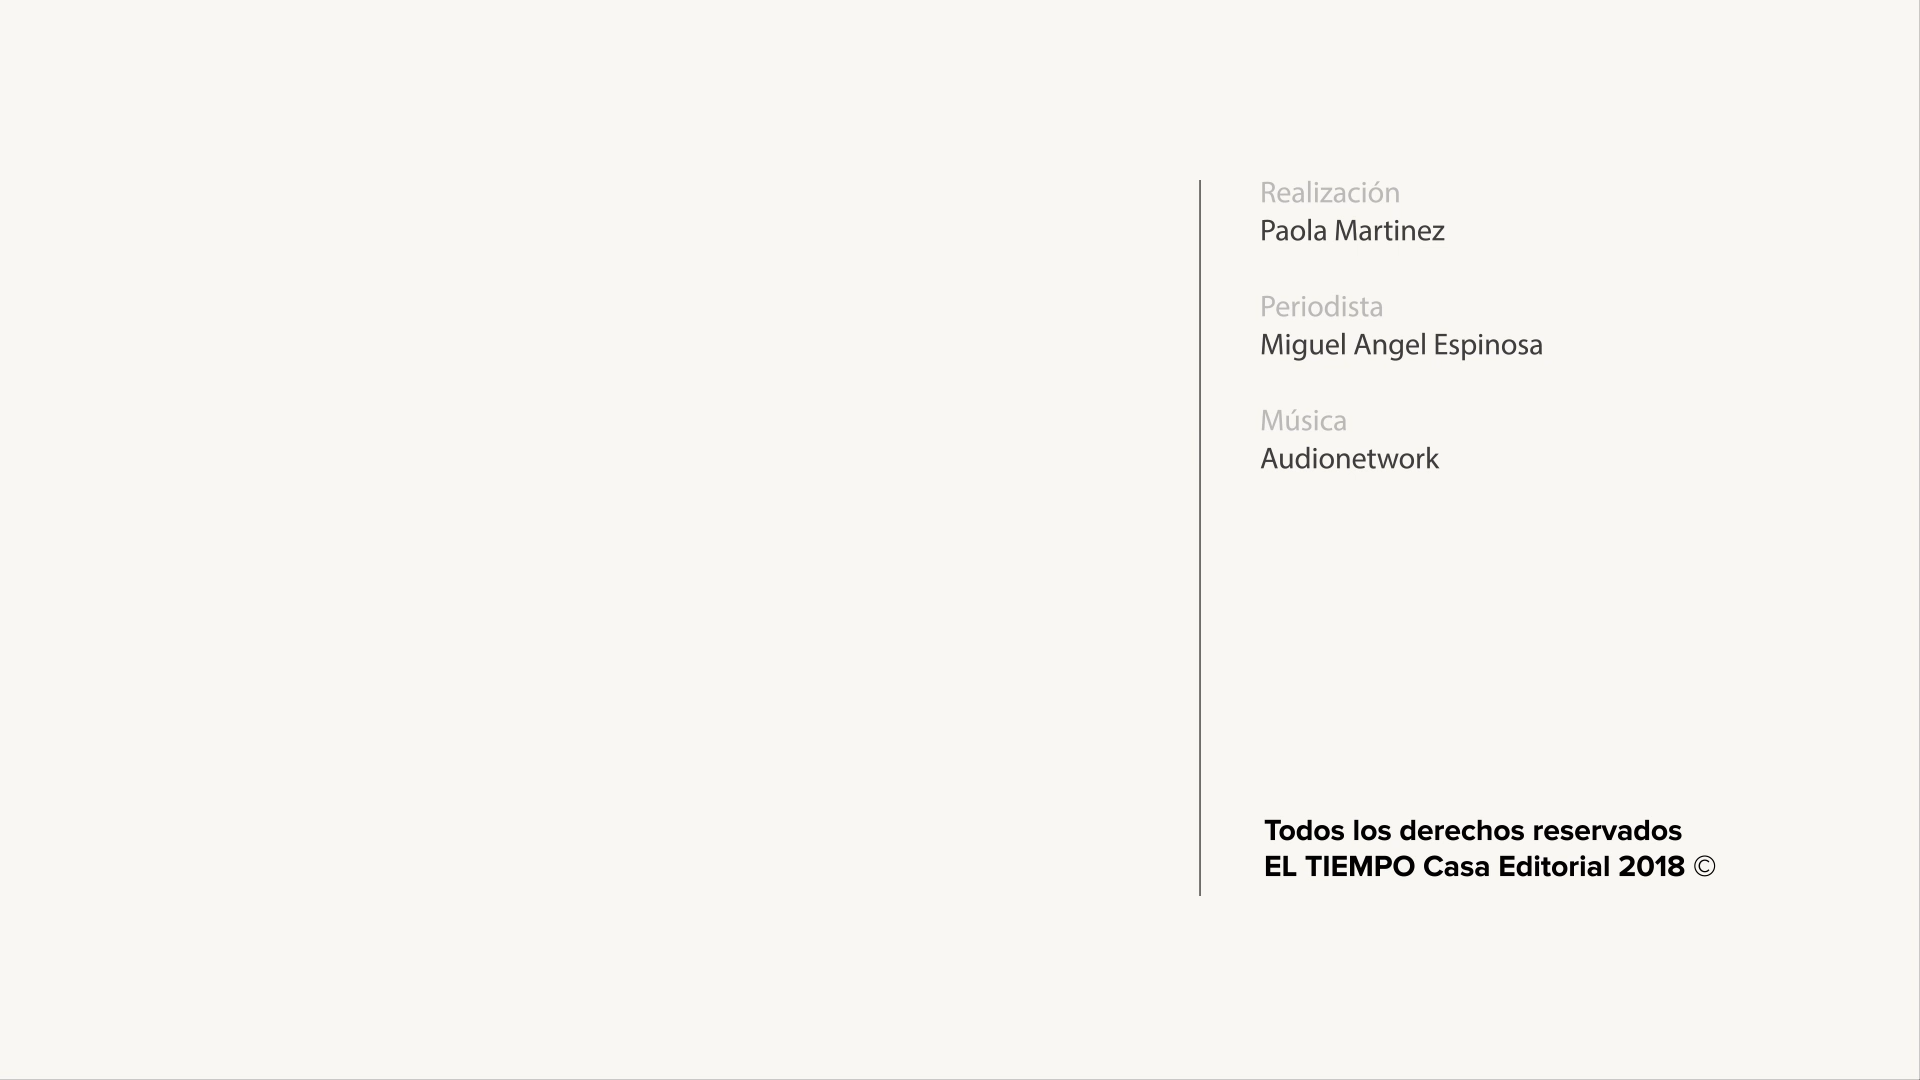 Realización
Paola Martinez
Periodista
Miguel Angel Espinosa
Música
Audionetwork
Todos los derechos reservados
EL TIEMPO Casa Editorial 2018 ©